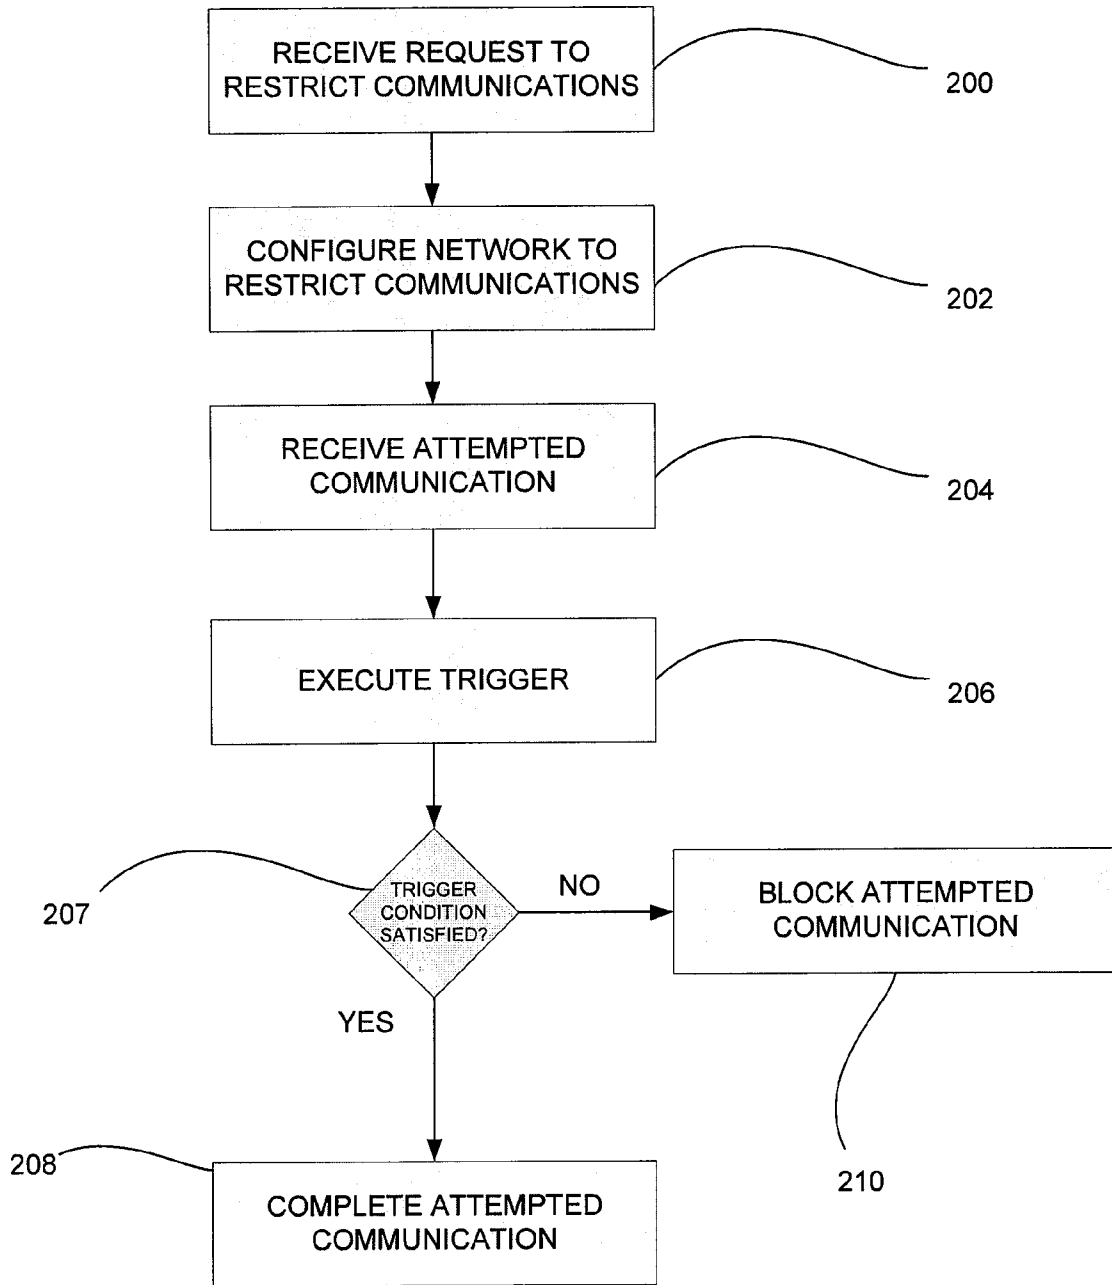 RECEIVE REQUEST TO
RESTRICT COMMUNICATIONS
200
CONFIGURE NETWORK TO
RESTRICT COMMUNICATIONS
202
RECEIVE ATTEMPTED
COMMUNICATION
204
EXECUTE TRIGGER
206
207
TRIGGER
CONDITION
SATISFIED?
NO
BLOCK ATTEMPTED
COMMUNICATION
210
YES
208
COMPLETE ATTEMPTED
COMMUNICATION